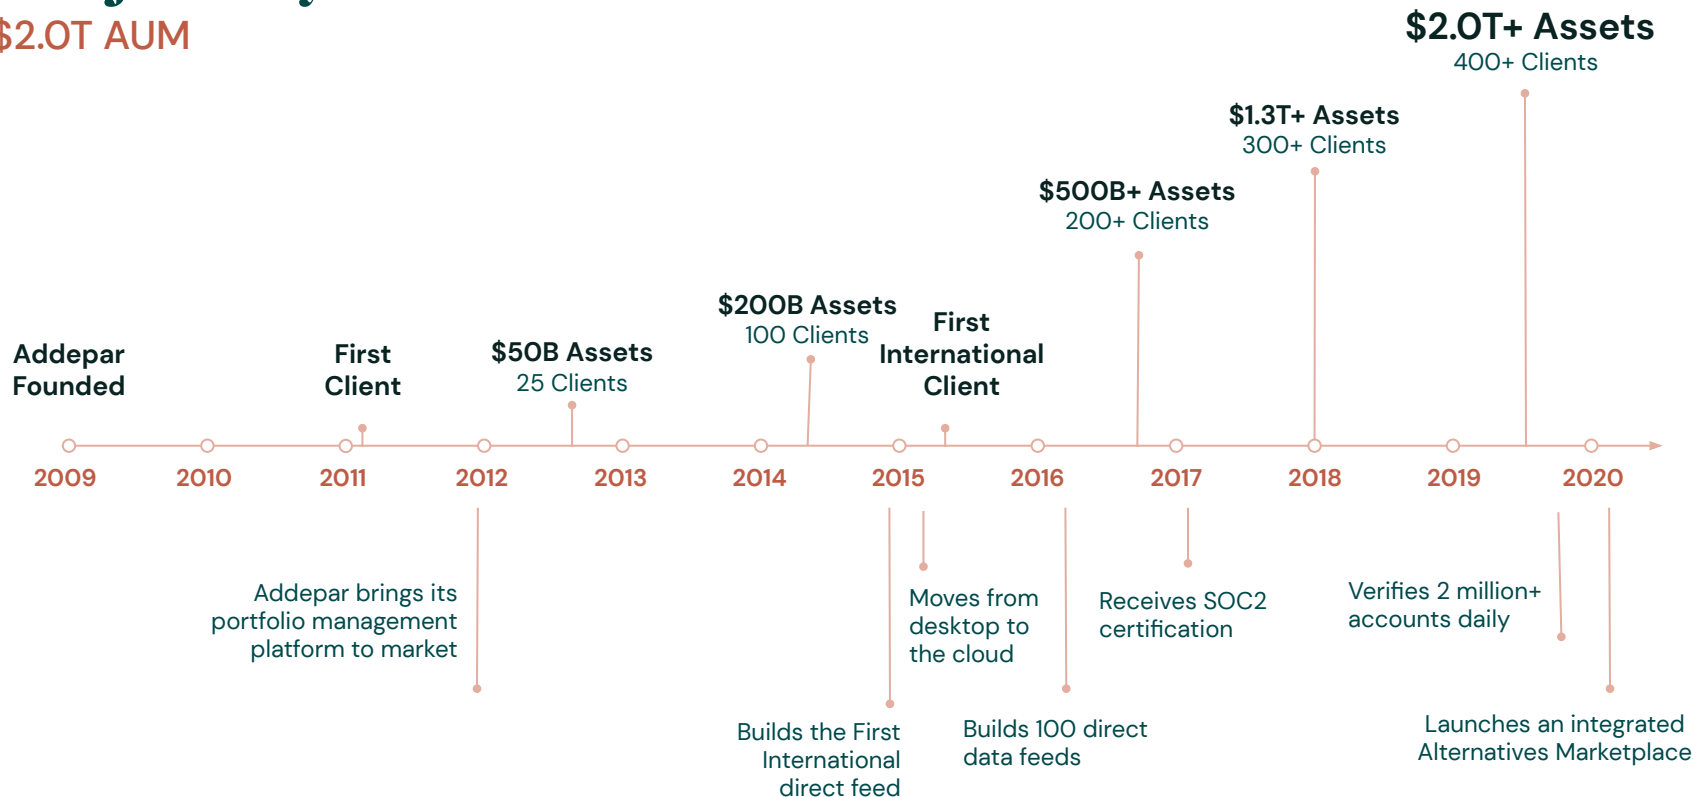 $2.0T AUM
$2.0T+ Assets
400+ Clients
$1.3T+ Assets
300+ Clients
$500B+ Assets
200+ Clients
$200B Assets
100 Clients
First
International
Client
$50B Assets
25 Clients
First
Client
Addepar
Founded
2009 2010 2011 2012 2013 2014 2015 2016 2017 2018 2019 2020
Addepar brings its
portfolio management
platform to market
Builds the First
International
direct feed
Moves from
desktop to
the cloud
Builds 100 direct
data feeds
Receives SOC2
certification
Verifies 2 million+
accounts daily
Launches an integrated
Alternatives Marketplace